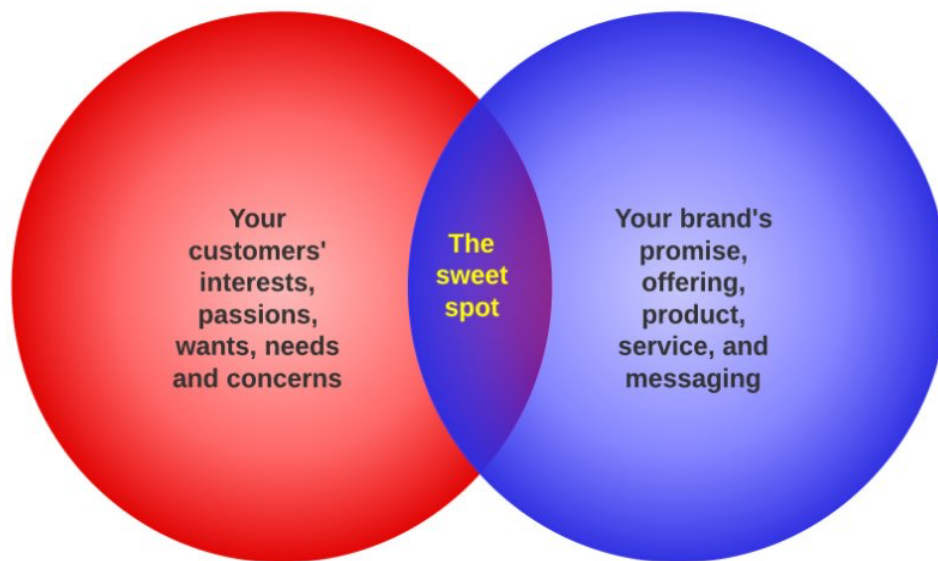 Your
customers'
interests,
passions,
wants, needs
and concerns
The
sweet
spot
Your brand's
promise,
offering,
product,
service, and
messaging